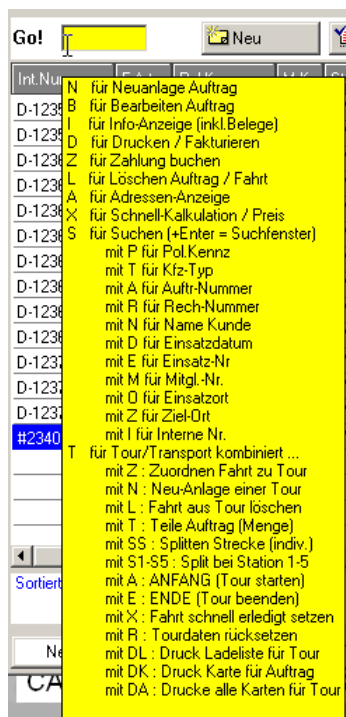 Go!
Neu
Int.Nu
N für Neuanlage Auftrag
B für Bearbeiten Auftrag
I für Info-Anzeige (inkl.Belege)
D für Drucken / Fakturieren
Z für Zahlung buchen
L für Löschen Auftrag / Fahrt
A für Adressen-Anzeige
X für Schnell-Kalkulation / Preis
S für Suchen (+Enter = Suchfenster)
mit P für Pol.Kennz
mit T für Kfz-Typ
mit A für Auftr-Nummer
mit R für Rech-Nummer
mit N für Name Kunde
mit D für Einsatzdatum
mit E für Einsatz-Nr
mit M für Mitgl.-Nr.
mit O für Einsatzort
mit Z für Ziel-Ort
mit I für Interne Nr.
T für Tour/Transport kombiniert ...
mit Z : Zuordnen Fahrt zu Tour
mit N : Neu-Anlage einer Tour
mit L : Fahrt aus Tour löschen
mit T : Teile Auftrag (Menge)
mit SS : Splitten Strecke (indiv.)
mit S1-S5 : Split bei Station 1-5
mit A : ANFANG (Tour starten)
mit E : ENDE (Tour beenden)
mit X : Fahrt schnell erledigt setzen
mit R : Tourdaten rücksetzen
mit DL : Druck Ladeliste für Tour
mit DK : Druck Karte für Auftrag
mit DA : Drucke alle Karten für Tour
D-1235
D-1235
D-1236
D-1236
D-1236
D-1236
D-1236
D-1236
D-1236
D-1236
D-1236
D-1236
D-1237
D-1237
D-1237
#2340
Sortiert
Ne
CA